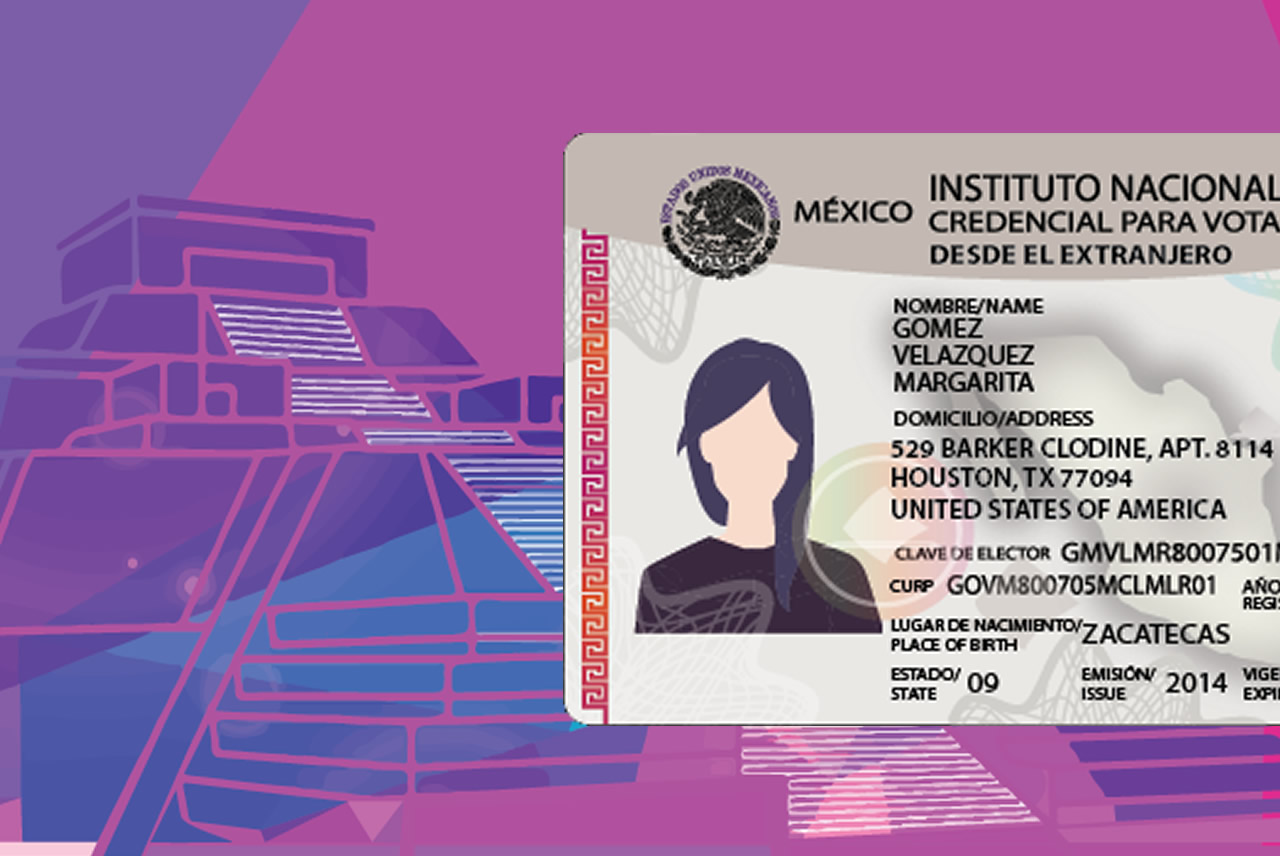 ESTADOS UNIDOS MEXICANOS
MÉXICO
INSTITUTO NACIONAL
CREDENCIAL PARA VOTA
DESDE EL EXTRANJERO
NOMBRE/NAME
GOMEZ
VELAZQUEZ
MARGARITA
DOMICILIO/ADDRESS
529 BARKER CLODINE, APT. 8114
HOUSTON, TX 77094
UNITED STATES OF AMERICA
CLAVE DE ELECTOR GMVLMR8007501
CURP GOVM800705MCLMLR01 AÑO
REGIS
LUGAR DE NACIMIENTO/
PLACE OF BIRTH
ZACATECAS
ESTADO/
STATE
09
EMISIÓN/
ISSUE
2014
VIGE
EXPI